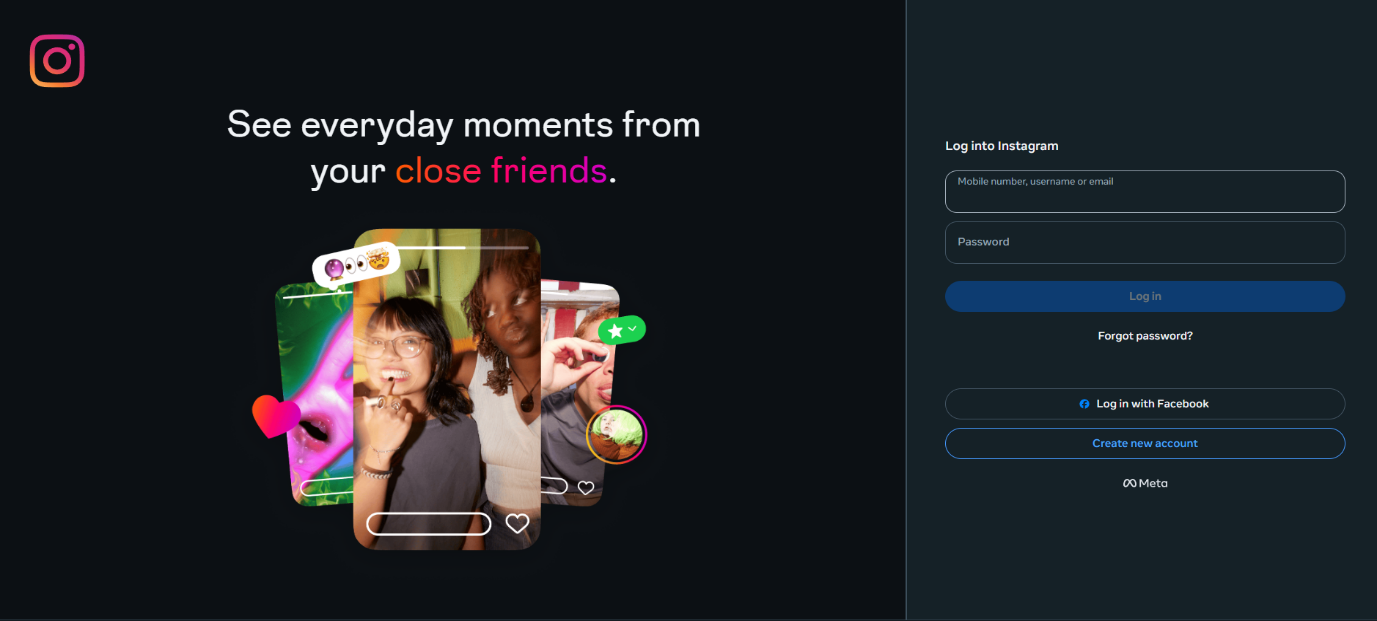 See everyday moments from
your close friends.
Log into Instagram
Mobile number, username or email
Password
Log in
Forgot password?
Log in with Facebook
Create new account
Meta